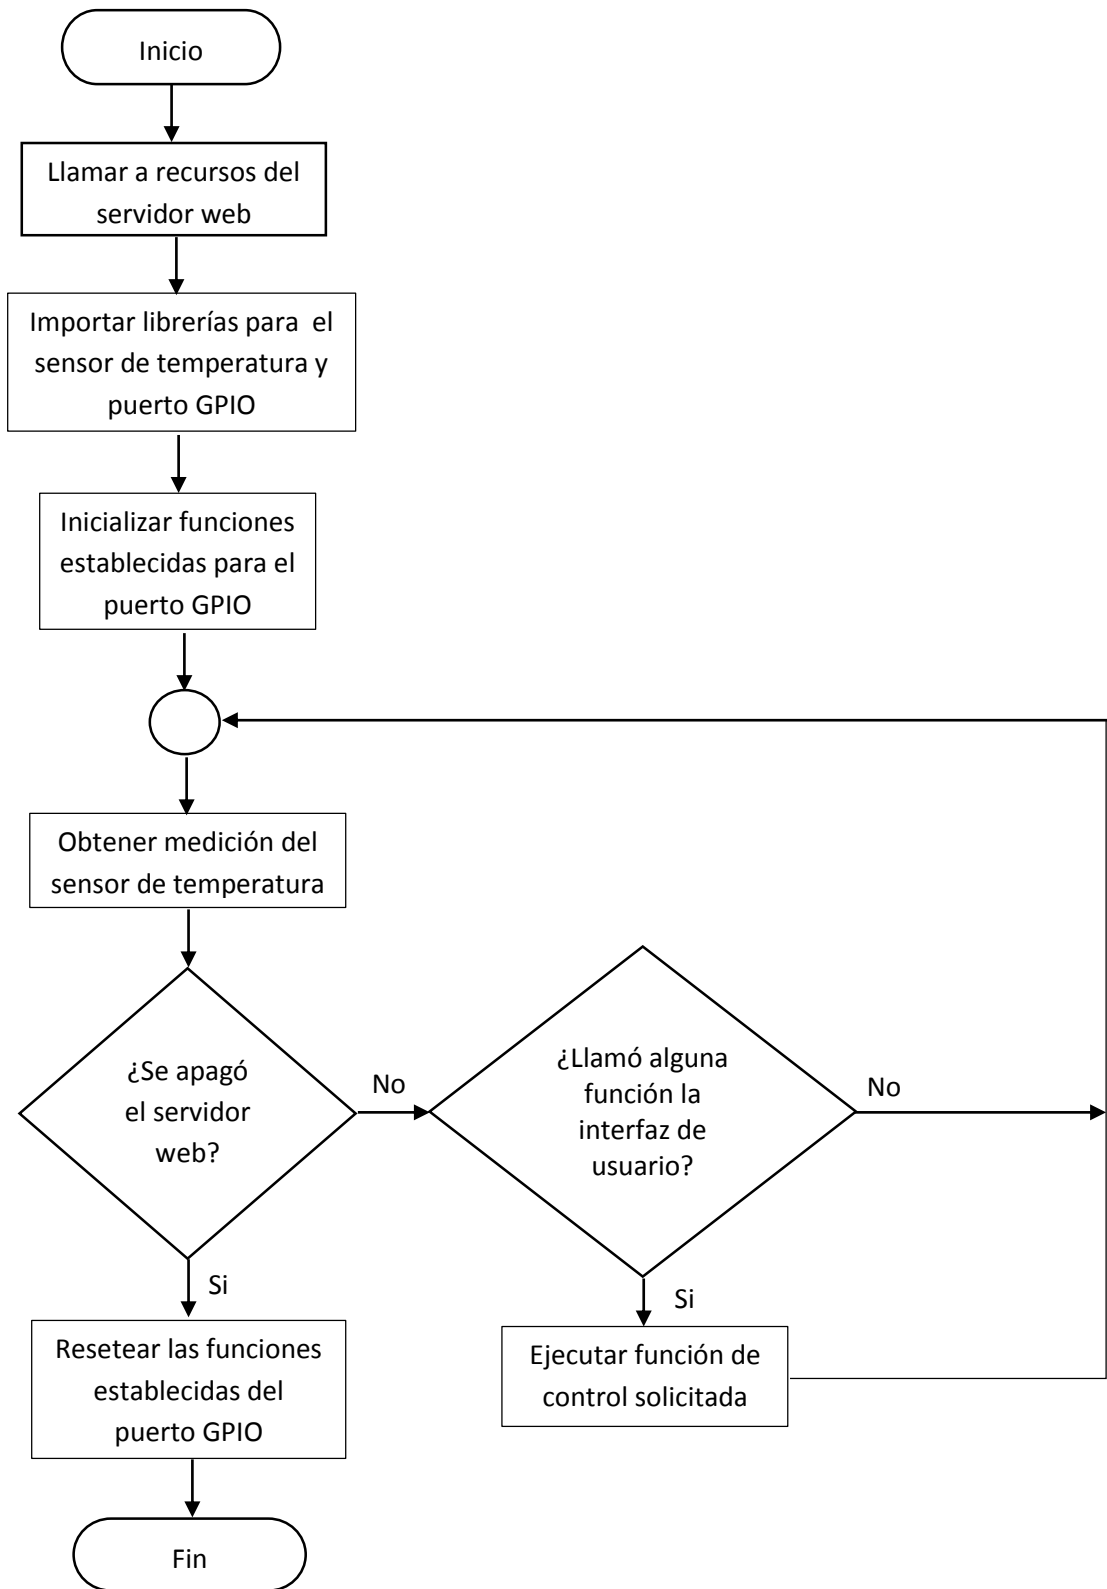 Inicio
Llamar a recursos del
servidor web
Importar librerías para  el
sensor de temperatura y
puerto GPIO
Inicializar funciones
establecidas para el
puerto GPIO
Obtener medición del
sensor de temperatura
¿Se apagó
el servidor
web?
No
¿Llamó alguna
función la
interfaz de
usuario?
No
Si
Si
Resetear las funciones
establecidas del
puerto GPIO
Ejecutar función de
control solicitada
Fin